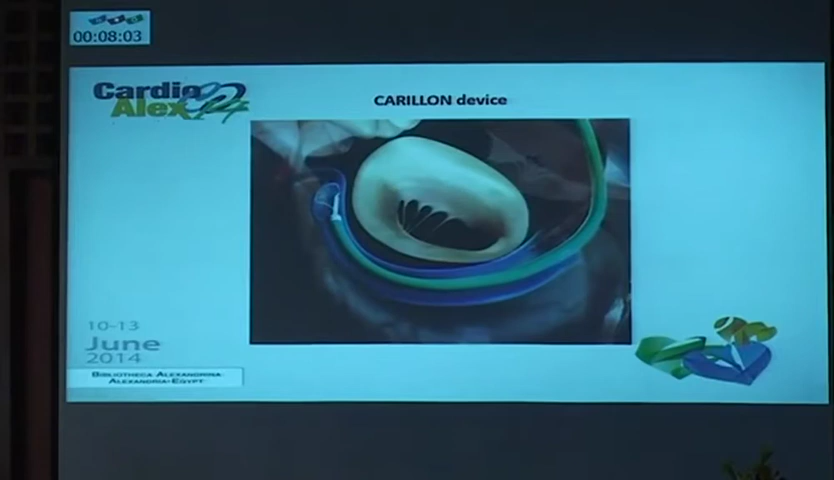 00:08:03
Cardio
Alex
CARILLON device
10-13
June
2014
BIBLIOTHECA ALEXANDRINA
ALEXANDRIA-EGYPT